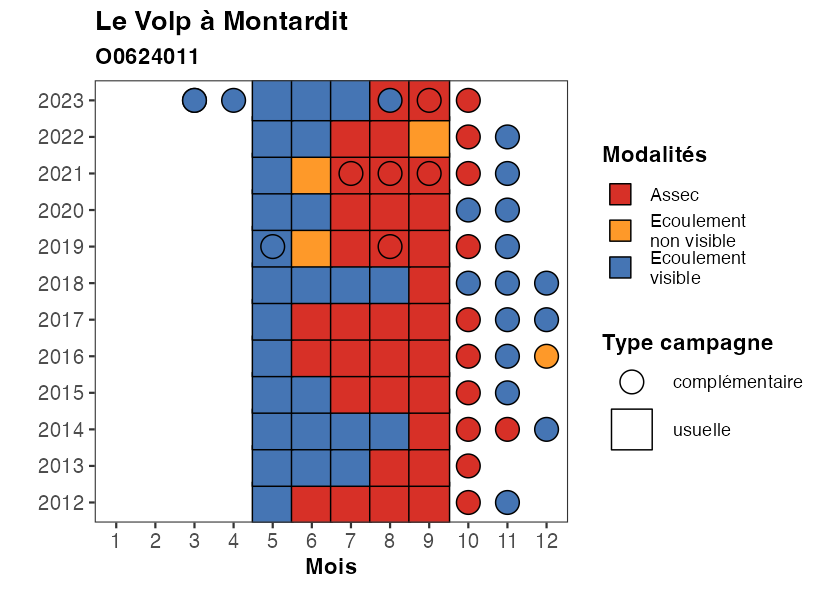 Le Volp à Montardit
O0624011
2023
2022
2021
2020
2019
2018
2017
2016
2015
2014
2013
2012
1 2 3 4 5 6 7 8 9 10 11 12
Mois
Modalités
Assec
Ecoulement
non visible
Ecoulement
visible
Type campagne
complémentaire
usuelle